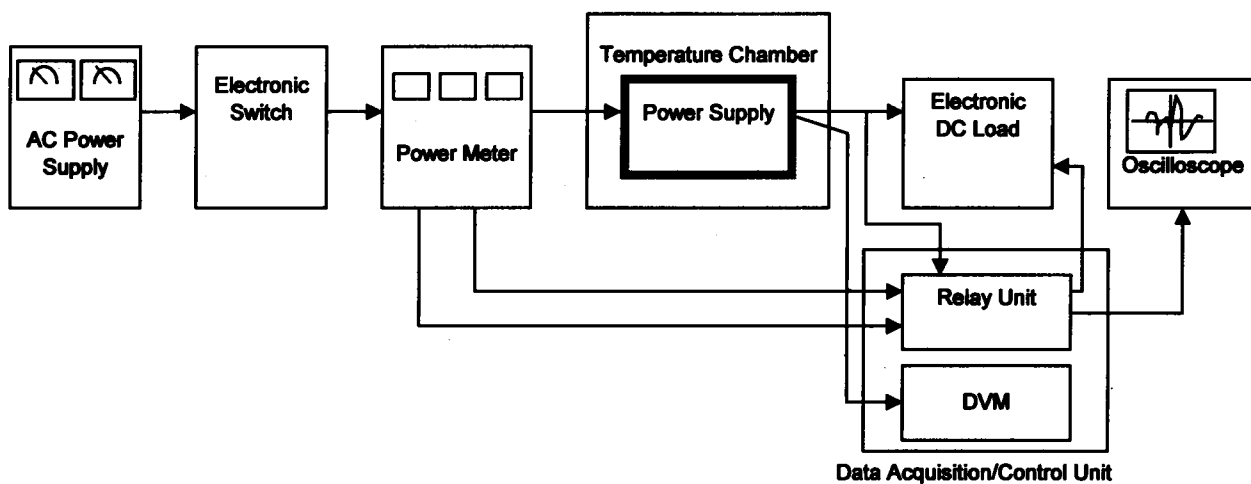 AC Power
Supply
Electronic
Switch
Power Meter
Temperature Chamber
Power Supply
Electronic
DC Load
Oscilloscope
Relay Unit
DVM
Data Acquisition/Control Unit